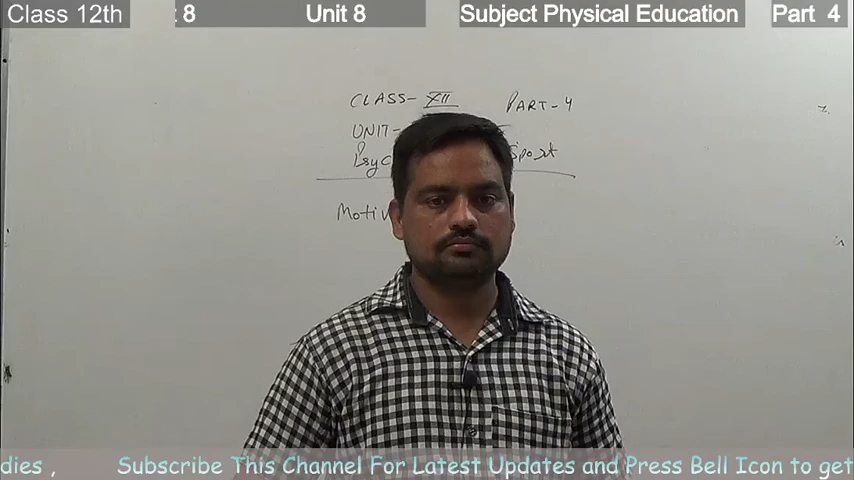 Class 12th 8 Unit 8 Subject Physical Education Part 4
CLASS- XII PART-4
UNIT-
Psyc Sport
Motiv
dies , Subscribe This Channel For Latest Updates and Press Bell Icon to get